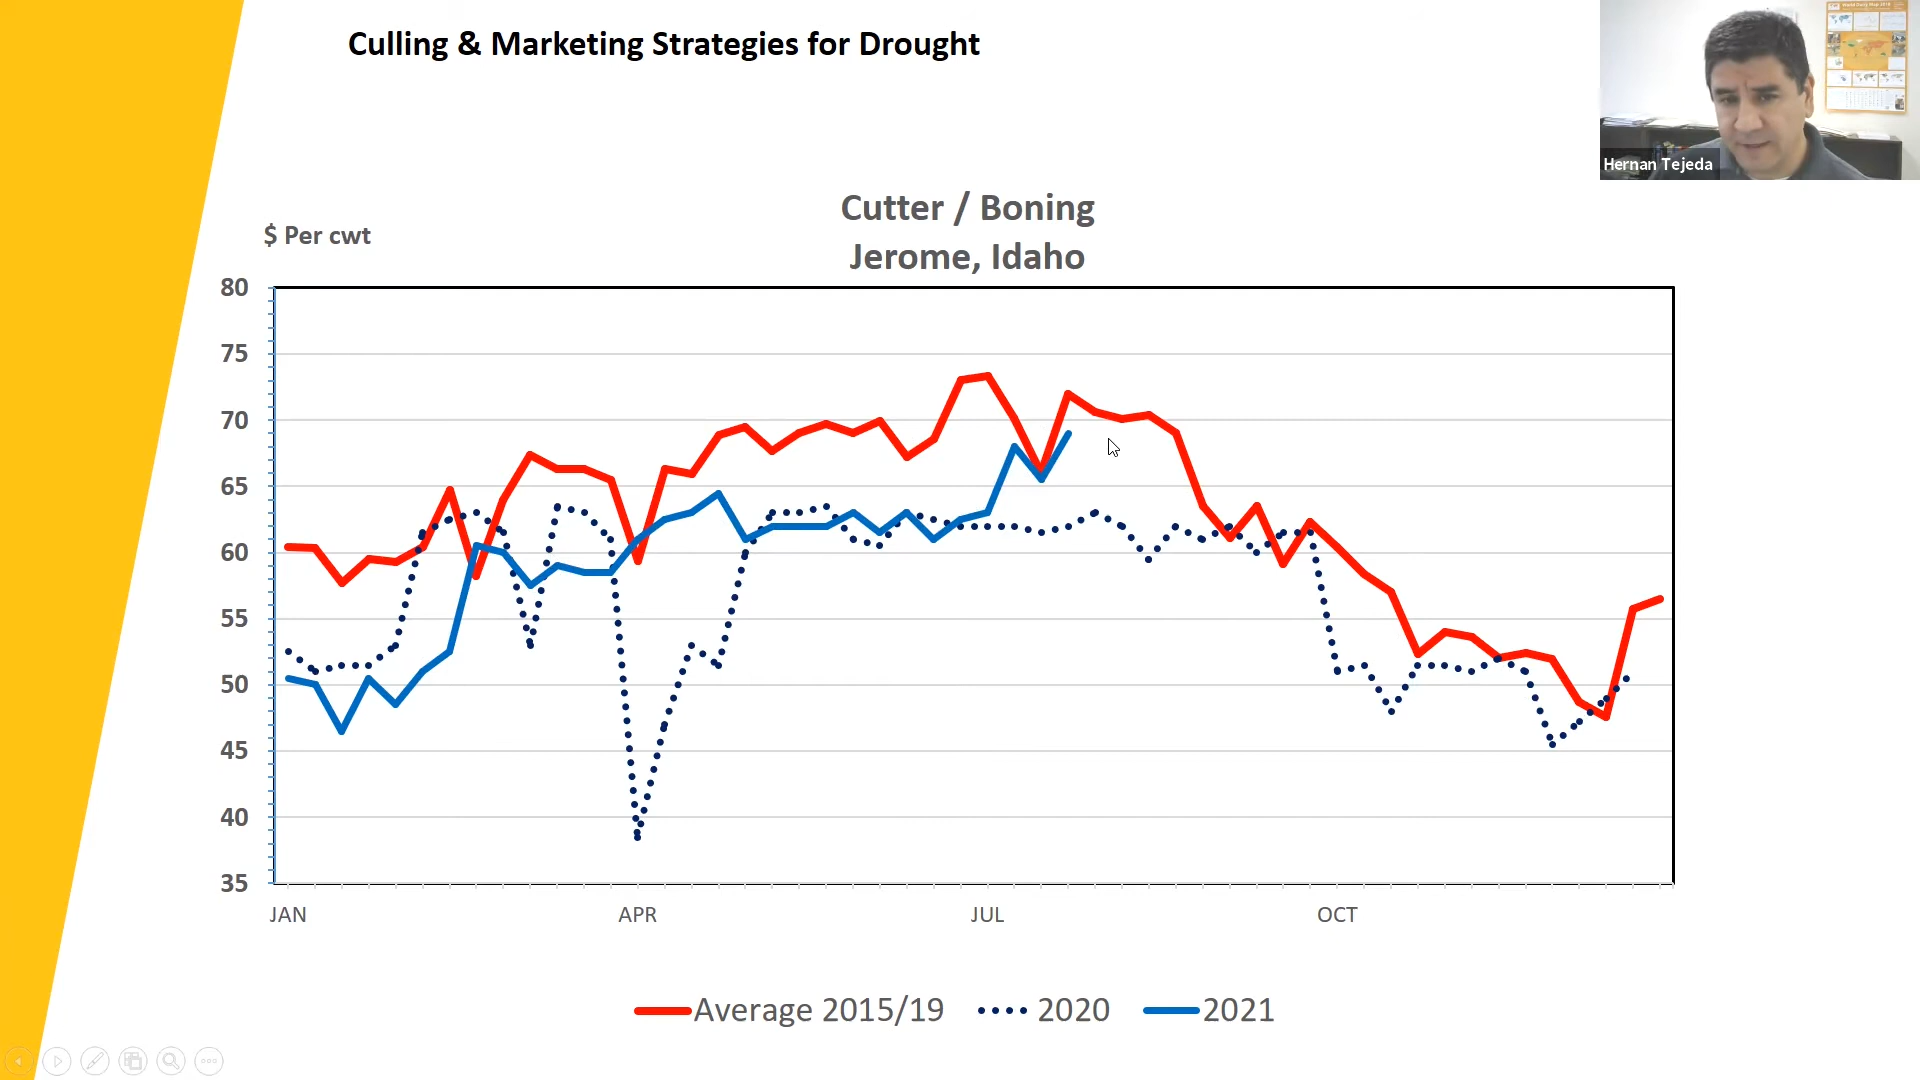 Culling & Marketing Strategies for Drought
Hernan Tejeda
Cutter / Boning
Jerome, Idaho
$ Per cwt
80
75
70
65
60
55
50
45
40
35
JAN APR JUL OCT
Average 2015/19 2020 2021